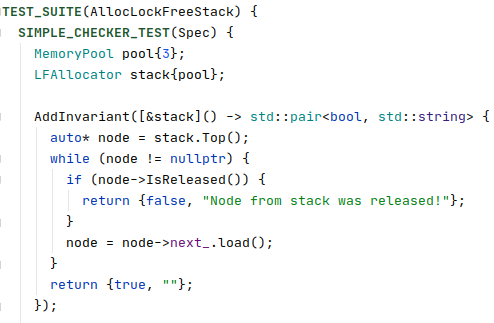 TEST_SUITE(AllocLockFreeStack) {
  SIMPLE_CHECKER_TEST(Spec) {
    MemoryPool pool{3};
    LFAllocator stack{pool};

    AddInvariant([&stack]() -> std::pair<bool, std::string> {
      auto* node = stack.Top();
      while (node != nullptr) {
        if (node->IsReleased()) {
          return {false, "Node from stack was released!"};
        }
        node = node->next_.load();
      }
      return {true, ""};
    });